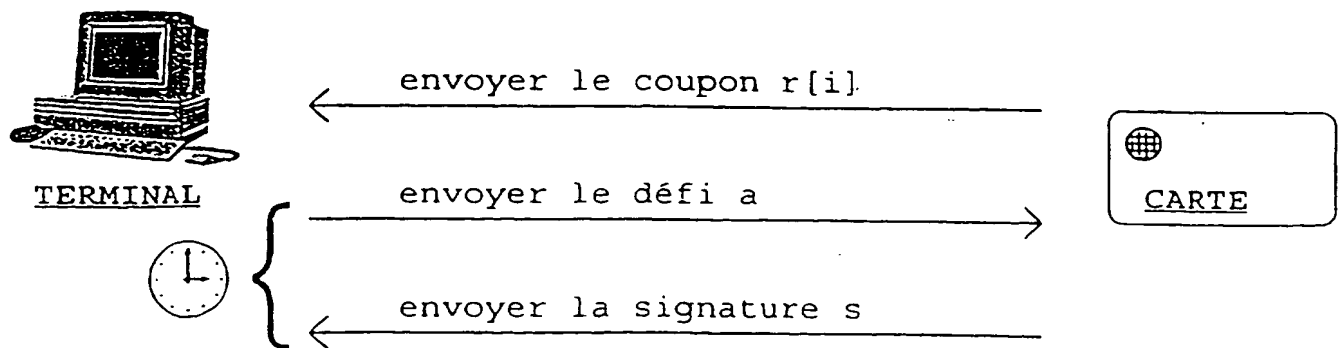 envoyer le coupon r[i]
TERMINAL
envoyer le défi a
CARTE
envoyer la signature s